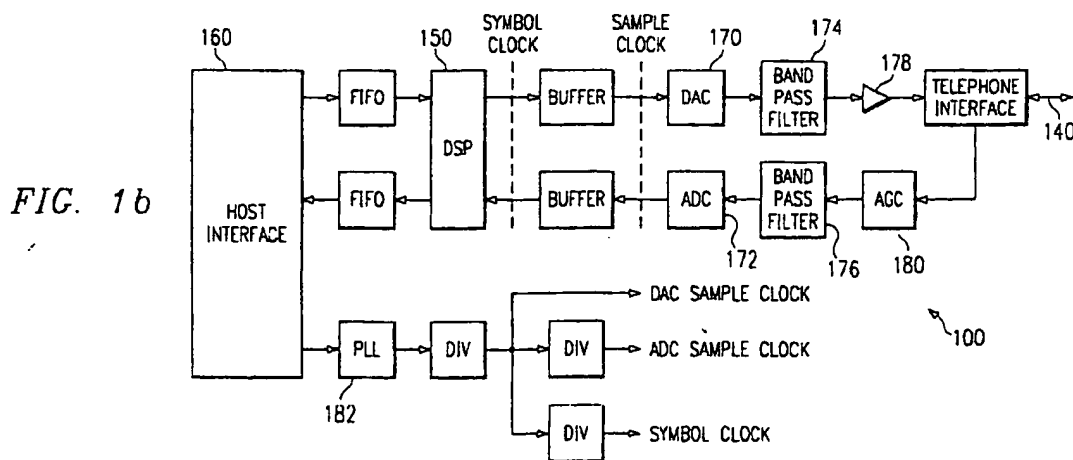 160
150
SYMBOL
CLOCK
SAMPLE
CLOCK
170
174
178
FIFO
DSP
BUFFER
DAC
BAND
PASS
FILTER
TELEPHONE
INTERFACE
140
FIG. 1b
HOST
INTERFACE
FIFO
BUFFER
ADC
172
BAND
PASS
FILTER
176
AGC
180
DAC SAMPLE CLOCK
100
PLL
182
DIV
DIV
ADC SAMPLE CLOCK
DIV
SYMBOL CLOCK